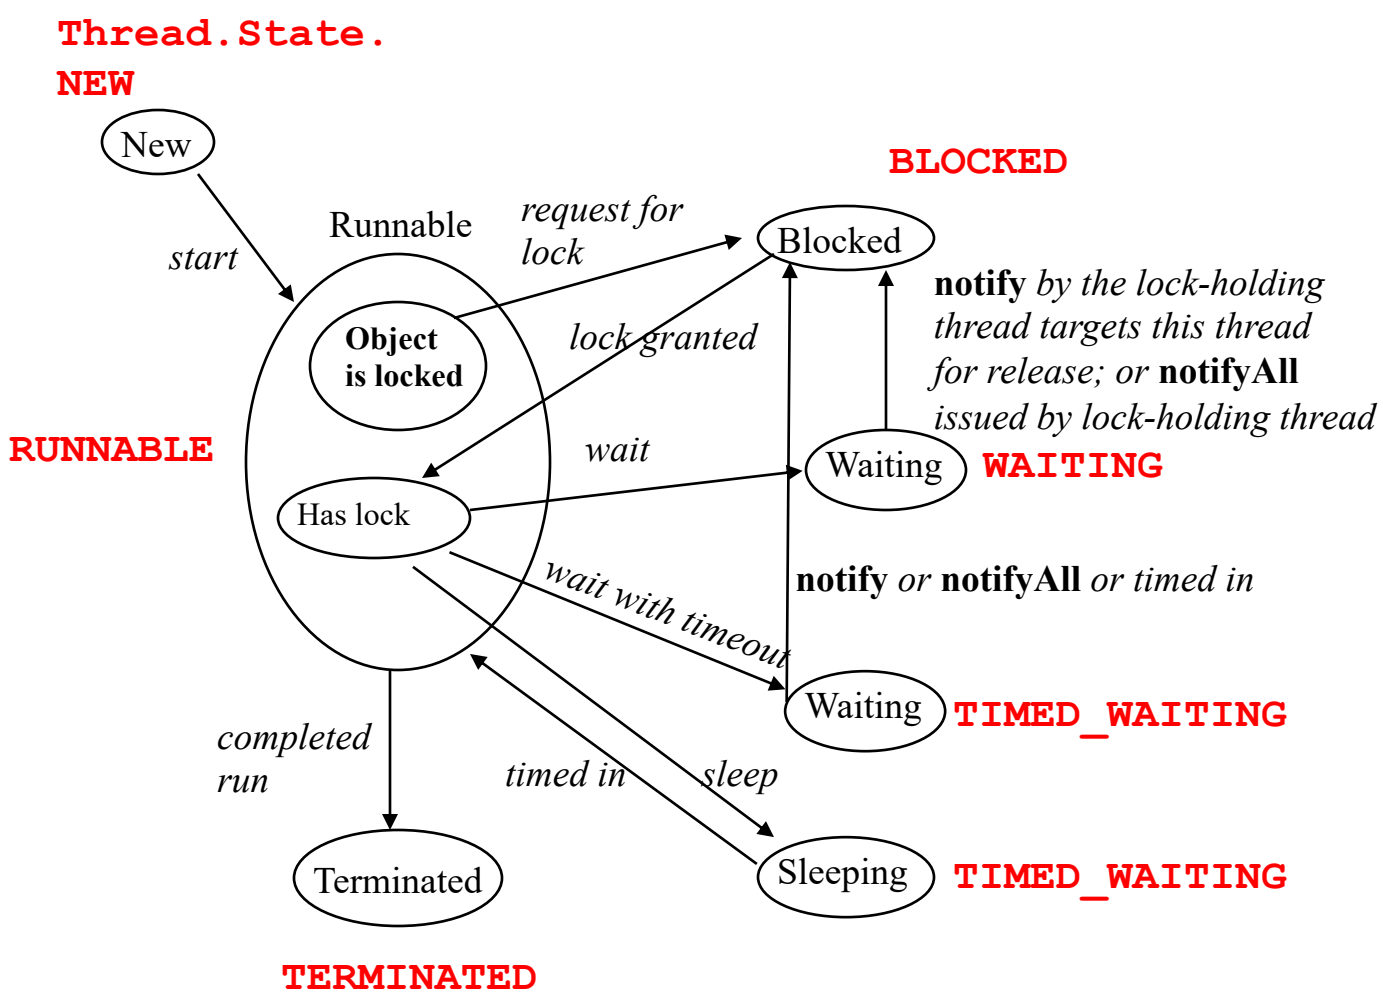 Thread.State.
NEW
New
BLOCKED
request for
lock
Runnable
Blocked
start
notify by the lock-holding
thread targets this thread
for release; or notifyAll
issued by lock-holding thread
Object
is locked
lock granted
RUNNABLE
wait
Waiting
WAITING
Has lock
wait with timeout
notify or notifyAll or timed in
Waiting
TIMED_WAITING
completed
run
timed in
sleep
Terminated
Sleeping
TIMED_WAITING
TERMINATED